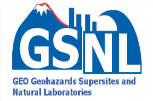 GSNL
GEO Geohazards Supersites and
Natural Laboratories